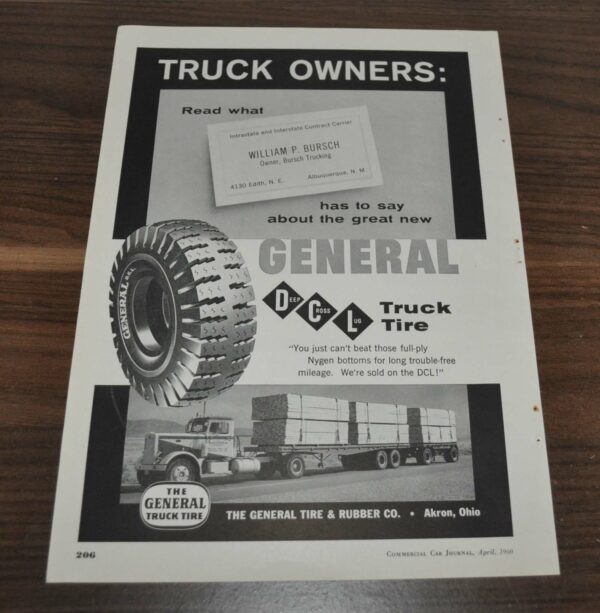 TRUCK OWNERS:
Read what
Intrastate and Interstate Contract Carrier
WILLIAM P. BURSCH
Owner, Bursch Trucking
4130 Edith, N. E. Albuquerque, N. M.
has to say
about the great new
GENERAL
DEEP CROSS LUG
Truck
Tire
GENERAL
"You just can't beat those full-ply
Nygen bottoms for long trouble-free
mileage. We're sold on the DCL!"
THE
GENERAL
TRUCK TIRE
THE GENERAL TIRE & RUBBER CO. • Akron, Ohio
206 COMMERCIAL CAR JOURNAL, April, 1960